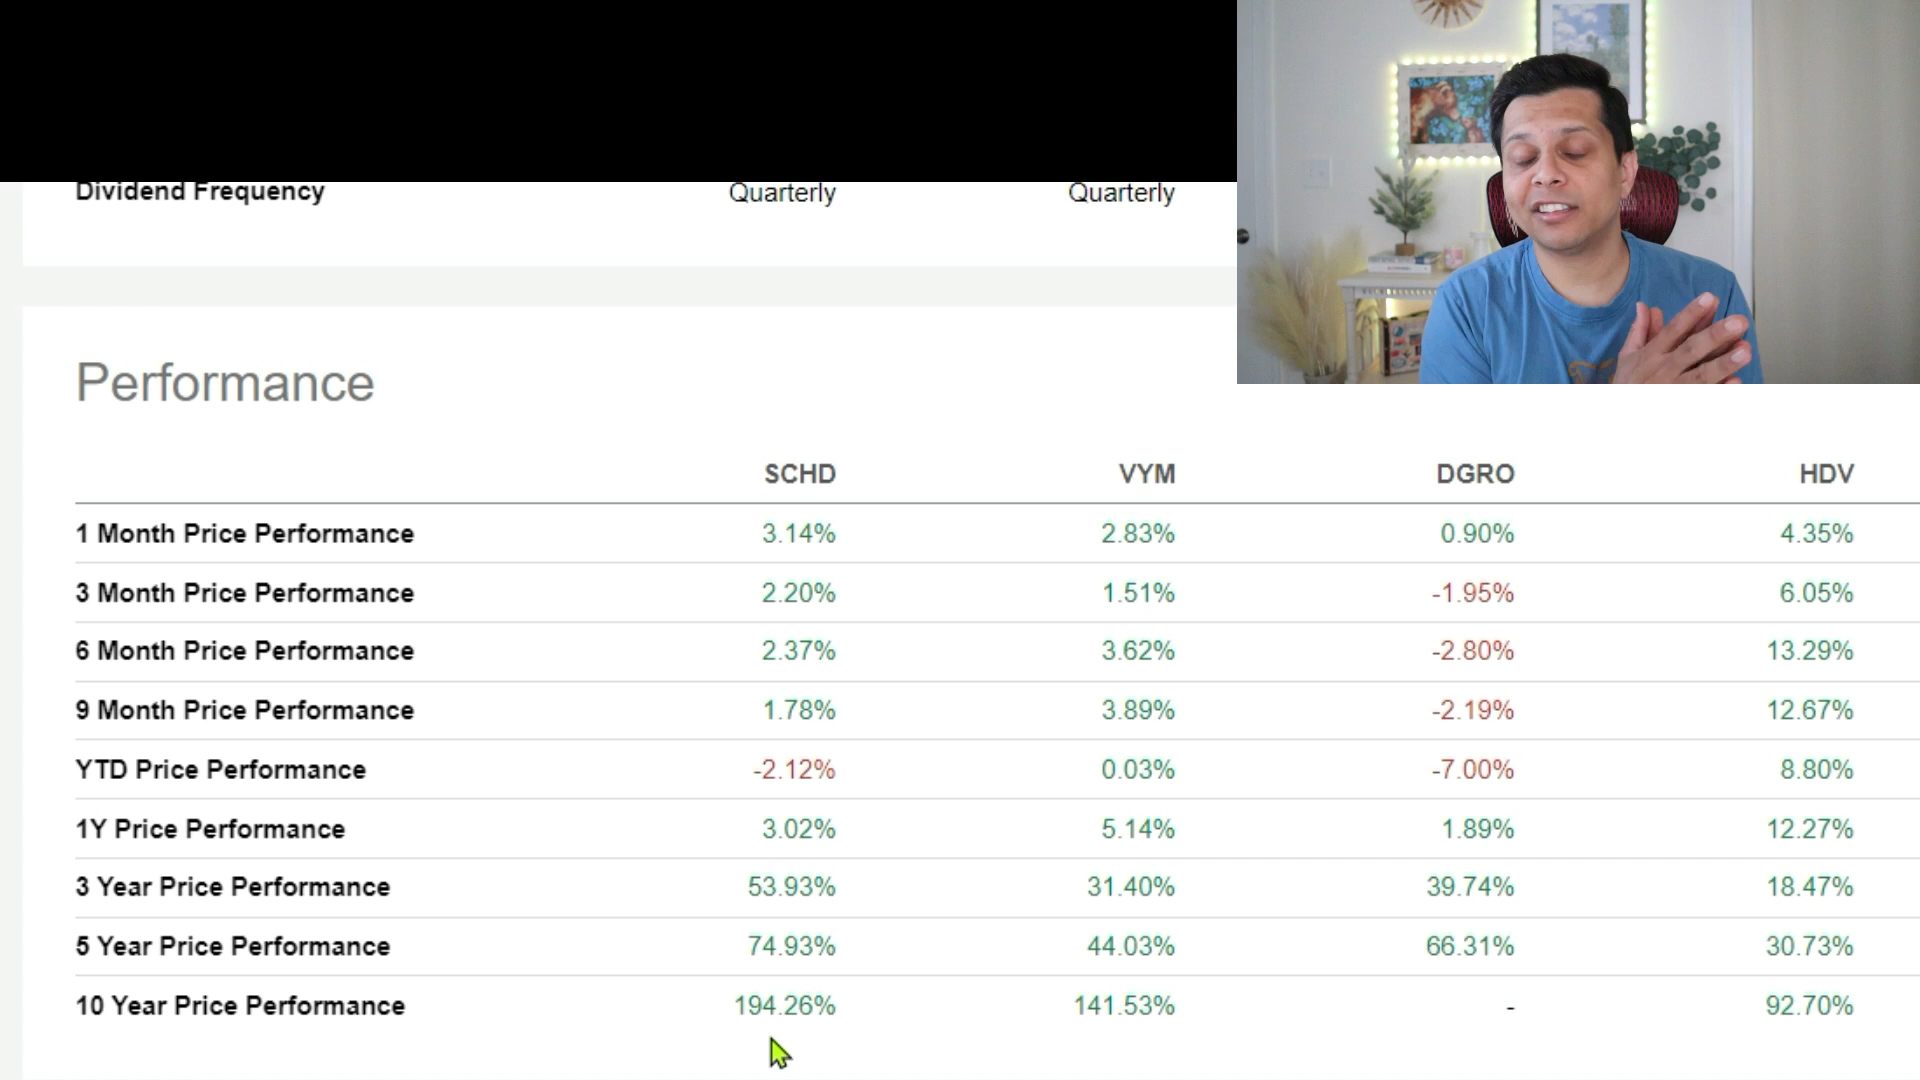 Dividend Frequency Quarterly Quarterly
Performance
SCHD VYM DGRO HDV
1 Month Price Performance 3.14% 2.83% 0.90% 4.35%
3 Month Price Performance 2.20% 1.51% -1.95% 6.05%
6 Month Price Performance 2.37% 3.62% -2.80% 13.29%
9 Month Price Performance 1.78% 3.89% -2.19% 12.67%
YTD Price Performance -2.12% 0.03% -7.00% 8.80%
1Y Price Performance 3.02% 5.14% 1.89% 12.27%
3 Year Price Performance 53.93% 31.40% 39.74% 18.47%
5 Year Price Performance 74.93% 44.03% 66.31% 30.73%
10 Year Price Performance 194.26% 141.53% - 92.70%